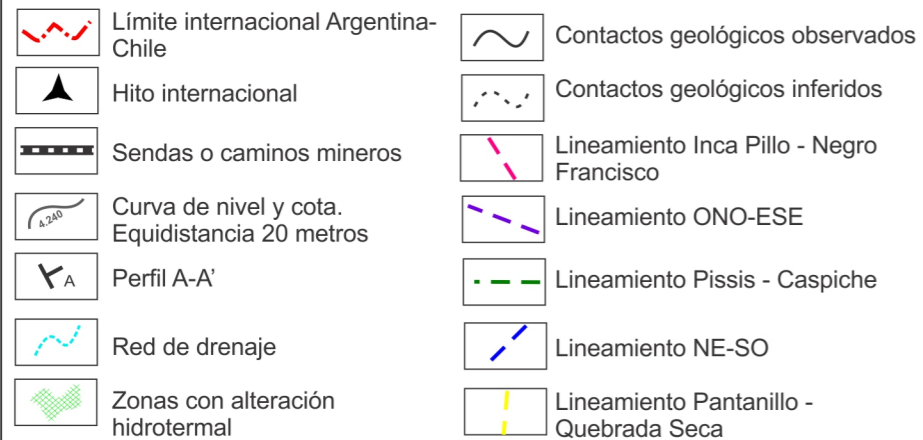 Límite internacional Argentina-
Chile
Hito internacional
Sendas o caminos mineros
4.240
Curva de nivel y cota.
Equidistancia 20 metros
A
Perfil A-A'
Red de drenaje
Zonas con alteración
hidrotermal
Contactos geológicos observados
Contactos geológicos inferidos
Lineamiento Inca Pillo - Negro
Francisco
Lineamiento ONO-ESE
Lineamiento Pissis - Caspiche
Lineamiento NE-SO
Lineamiento Pantanillo -
Quebrada Seca